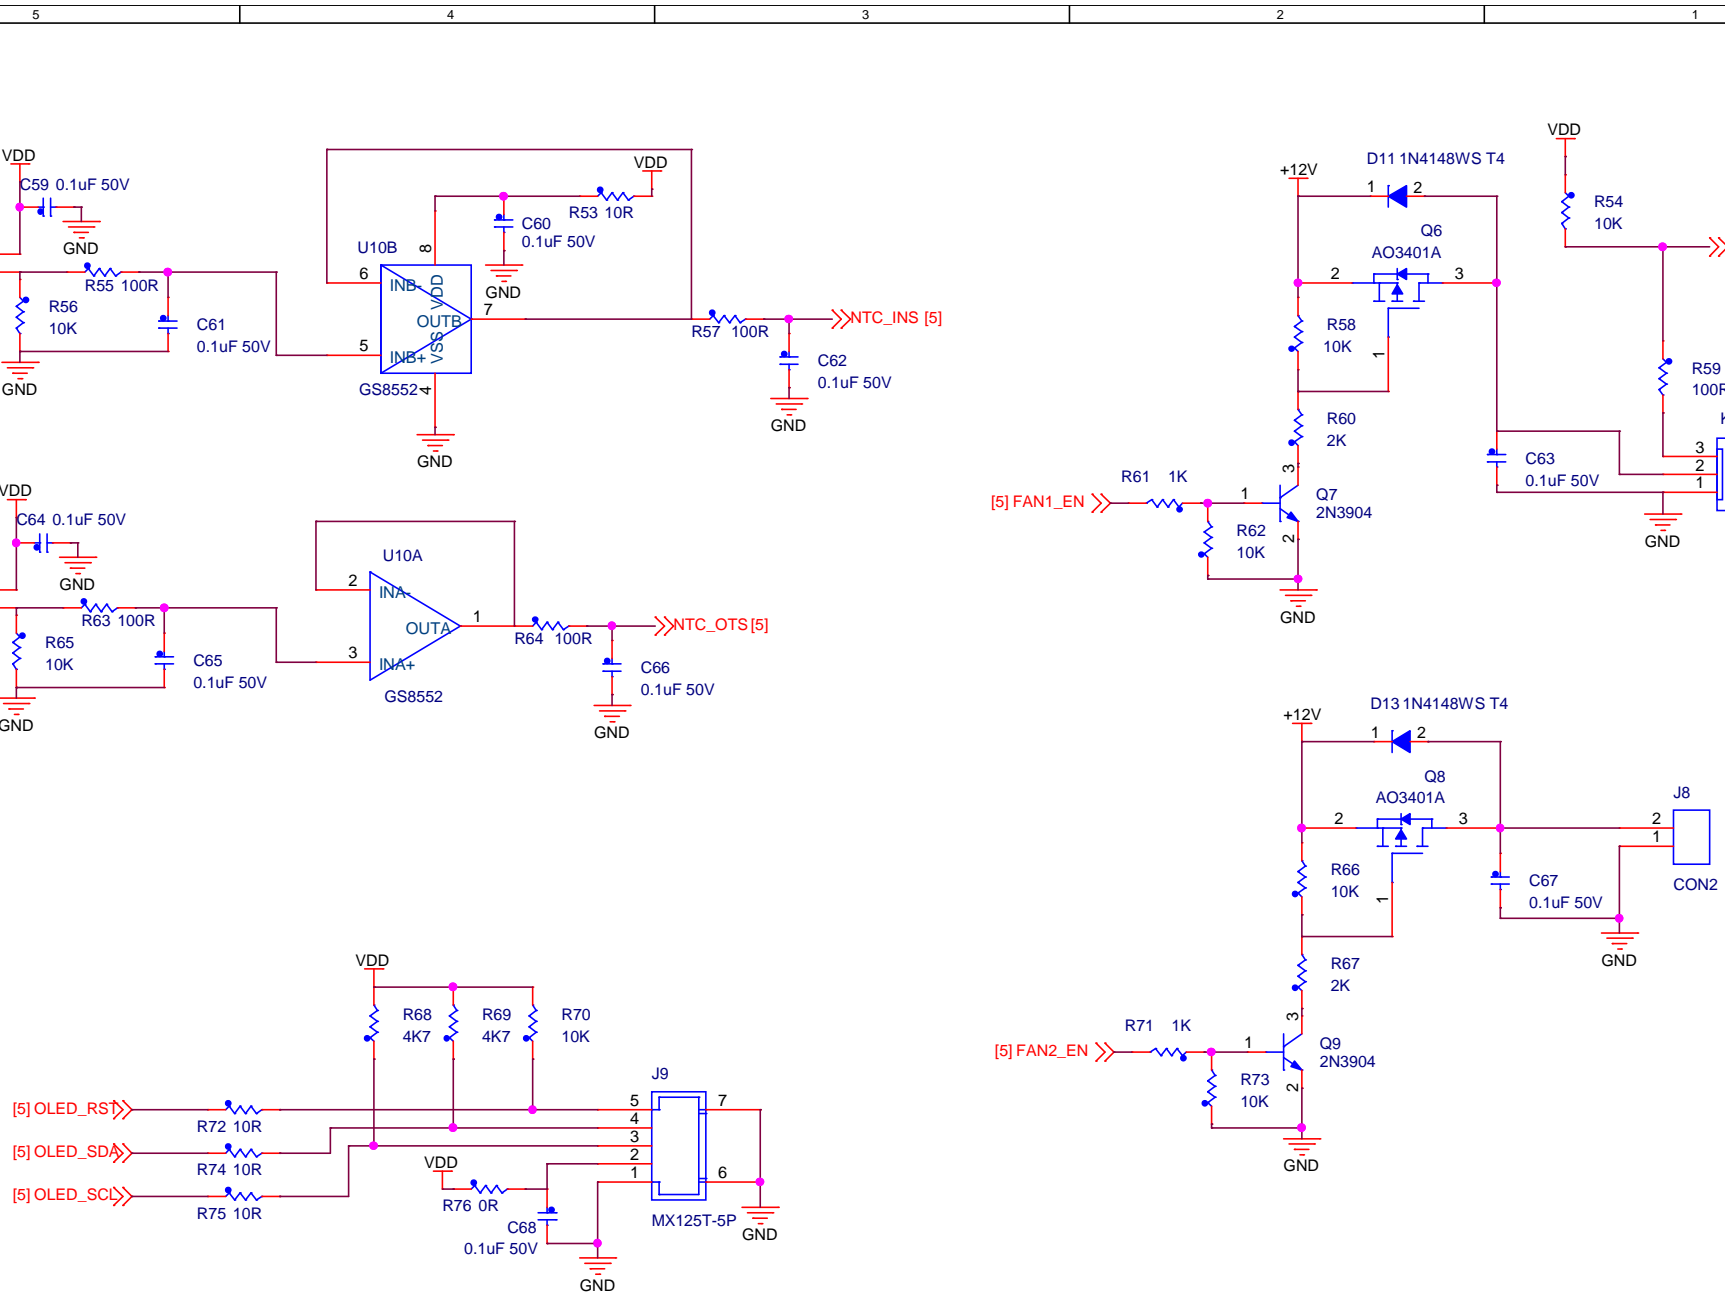 5 4 3 2 1
VDD
C59 0.1uF 50V
GND
R55 100R
R56
10K
C61
0.1uF 50V
GND
VDD
R53 10R
C60
0.1uF 50V
GND
U10B
8
6 INB-
VDD
OUTB 7
5 INB+
VSS
GS8552 4
GND
R57 100R
NTC_INS [5]
C62
0.1uF 50V
GND
VDD
C64 0.1uF 50V
GND
R63 100R
R65
10K
C65
0.1uF 50V
GND
U10A
2 INA-
OUTA 1
3 INA+
GS8552
R64 100R
NTC_OTS [5]
C66
0.1uF 50V
GND
VDD
R68
4K7
R69
4K7
R70
10K
[5] OLED_RST
R72 10R
[5] OLED_SDA
R74 10R
[5] OLED_SCL
R75 10R
VDD
R76 0R
C68
0.1uF 50V
GND
J9
5
4
3
2
1
7
6
MX125T-5P
GND
+12V
D11 1N4148WS T4
1 2
Q6
AO3401A
2 3
1
R58
10K
R60
2K
[5] FAN1_EN
R61 1K
R62
10K
1
3
2
Q7
2N3904
GND
C63
0.1uF 50V
VDD
R54
10K
R59
100R
3
2
1
GND
+12V
D13 1N4148WS T4
1 2
Q8
AO3401A
2 3
1
R66
10K
R67
2K
[5] FAN2_EN
R71 1K
R73
10K
1
3
2
Q9
2N3904
GND
C67
0.1uF 50V
J8
2
1
CON2
GND